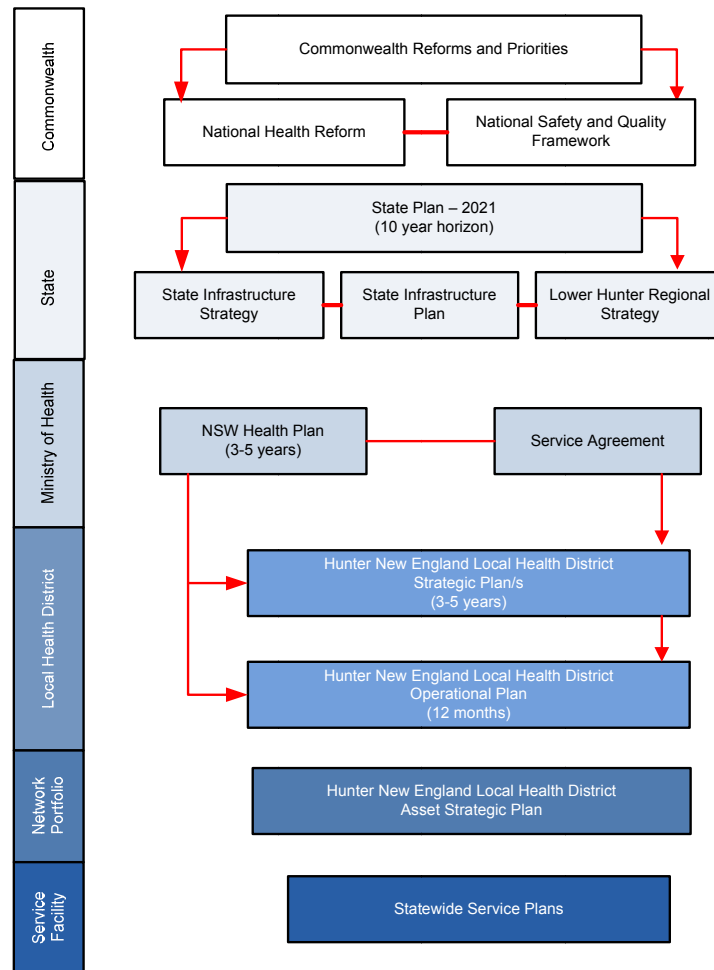 Commonwealth
Commonwealth Reforms and Priorities
National Health Reform
National Safety and Quality
Framework
State
State Plan – 2021
(10 year horizon)
State Infrastructure
Strategy
State Infrastructure
Plan
Lower Hunter Regional
Strategy
Ministry of Health
NSW Health Plan
(3-5 years)
Service Agreement
Local Health District
Hunter New England Local Health District
Strategic Plan/s
(3-5 years)
Hunter New England Local Health District
Operational Plan
(12 months)
Network
Portfolio
Hunter New England Local Health District
Asset Strategic Plan
Service
Facility
Statewide Service Plans